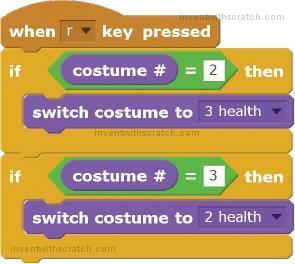 inventwithscratch.com
when r key pressed
if costume # = 2 then
switch costume to 3 health
inventwithscratch.com
if costume # = 3 then
switch costume to 2 health
inventwithscratch.com